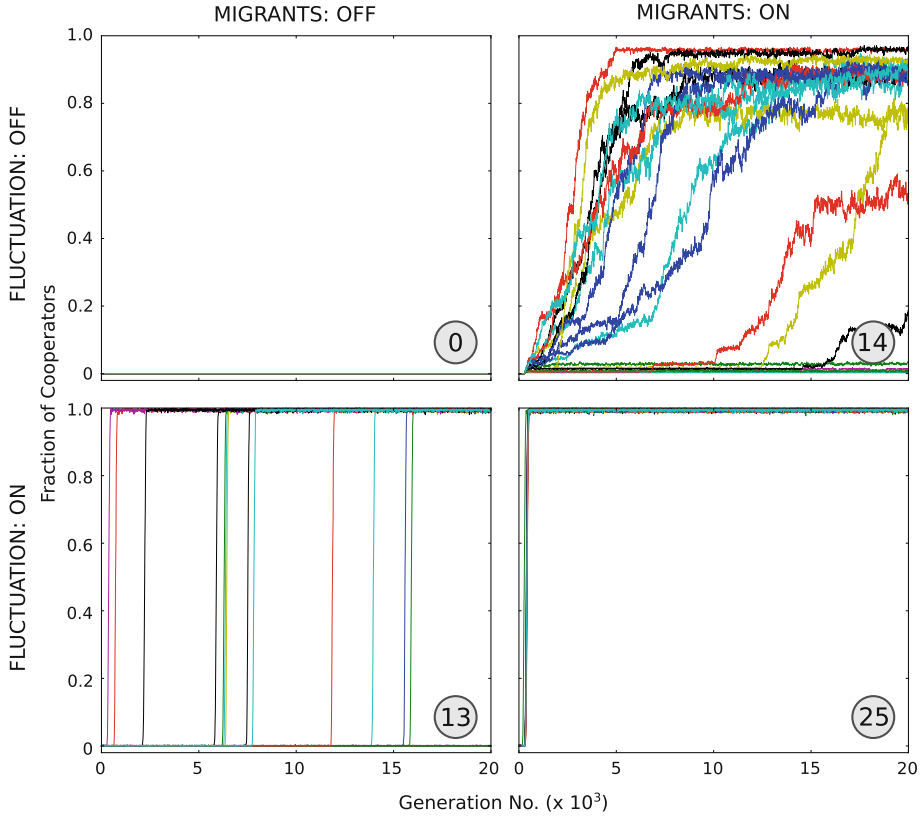 MIGRANTS: OFF
MIGRANTS: ON
FLUCTUATION: OFF
FLUCTUATION: ON
Fraction of Cooperators
1.0
0.8
0.6
0.4
0.2
0
0
14
1.0
0.8
0.6
0.4
0.2
0
13
25
0 5 10 15 20
0 5 10 15 20
Generation No. (x 10³)